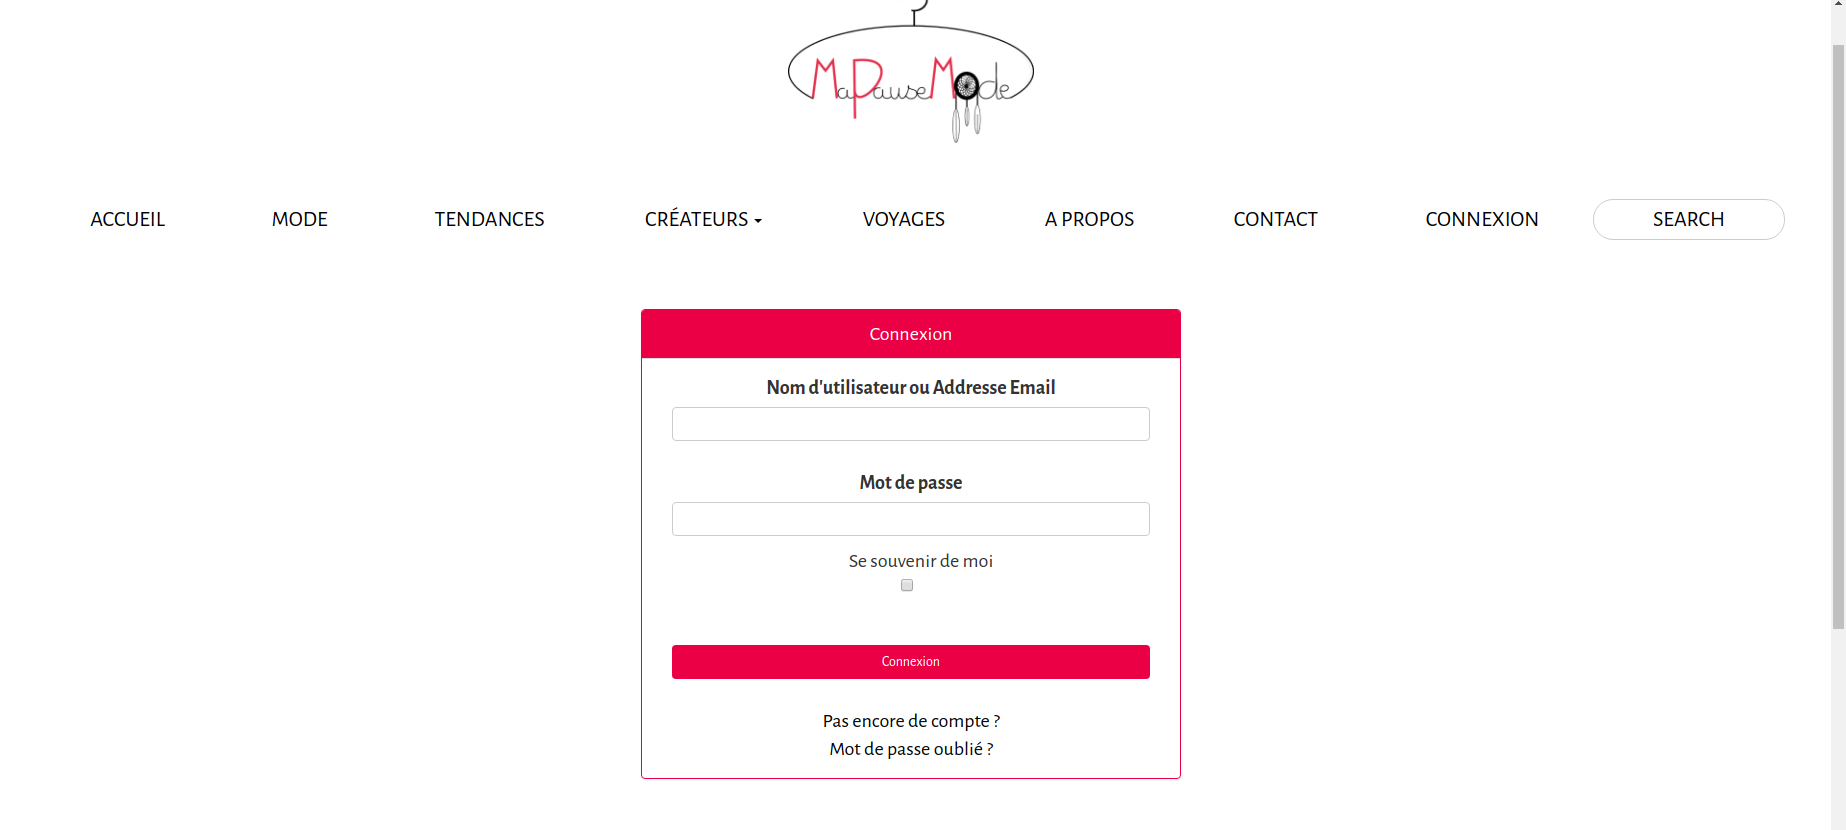 MaPauseMode
ACCUEIL MODE TENDANCES CRÉATEURS VOYAGES A PROPOS CONTACT CONNEXION SEARCH
Connexion
Nom d'utilisateur ou Addresse Email
Mot de passe
Se souvenir de moi
Connexion
Pas encore de compte ?
Mot de passe oublié ?